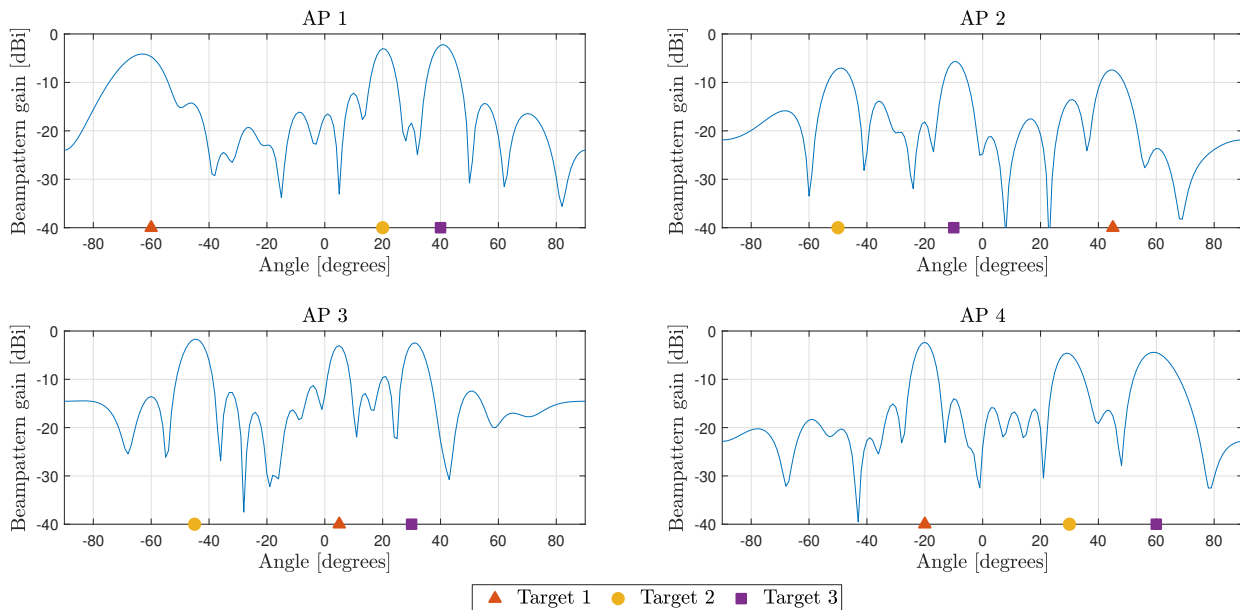 AP 1
Beampattern gain [dBi]
0
-10
-20
-30
-40
-80 -60 -40 -20 0 20 40 60 80
Angle [degrees]
AP 2
Beampattern gain [dBi]
0
-10
-20
-30
-40
-80 -60 -40 -20 0 20 40 60 80
Angle [degrees]
AP 3
Beampattern gain [dBi]
0
-10
-20
-30
-40
-80 -60 -40 -20 0 20 40 60 80
Angle [degrees]
AP 4
Beampattern gain [dBi]
0
-10
-20
-30
-40
-80 -60 -40 -20 0 20 40 60 80
Angle [degrees]
Target 1 Target 2 Target 3